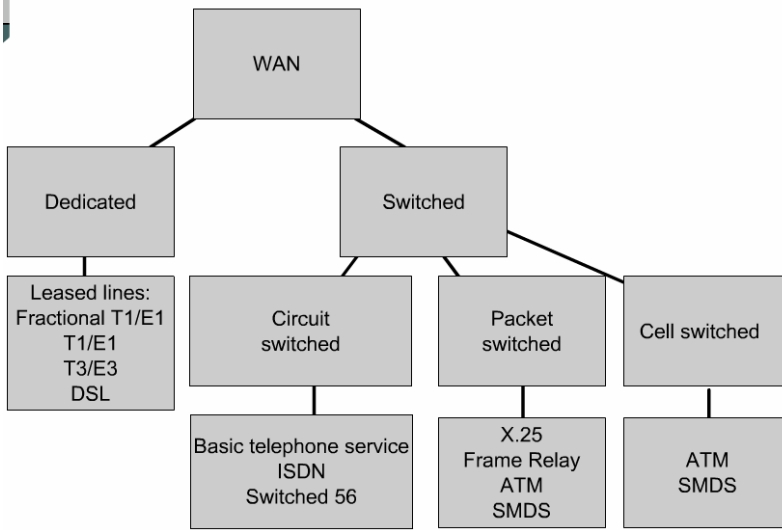 WAN
Dedicated
Switched
Leased lines:
Fractional T1/E1
T1/E1
T3/E3
DSL
Circuit
switched
Packet
switched
Cell switched
Basic telephone service
ISDN
Switched 56
X.25
Frame Relay
ATM
SMDS
ATM
SMDS